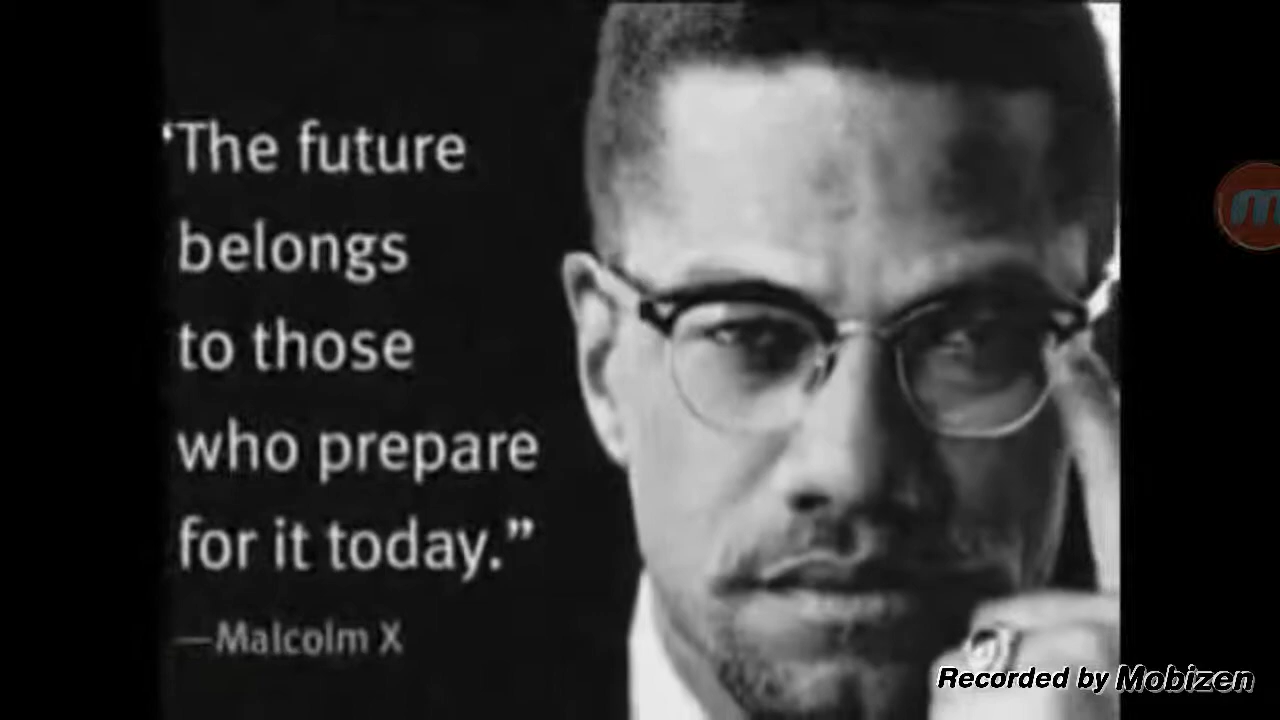 “The future
belongs
to those
who prepare
for it today.”
—Malcolm X
Recorded by Mobizen